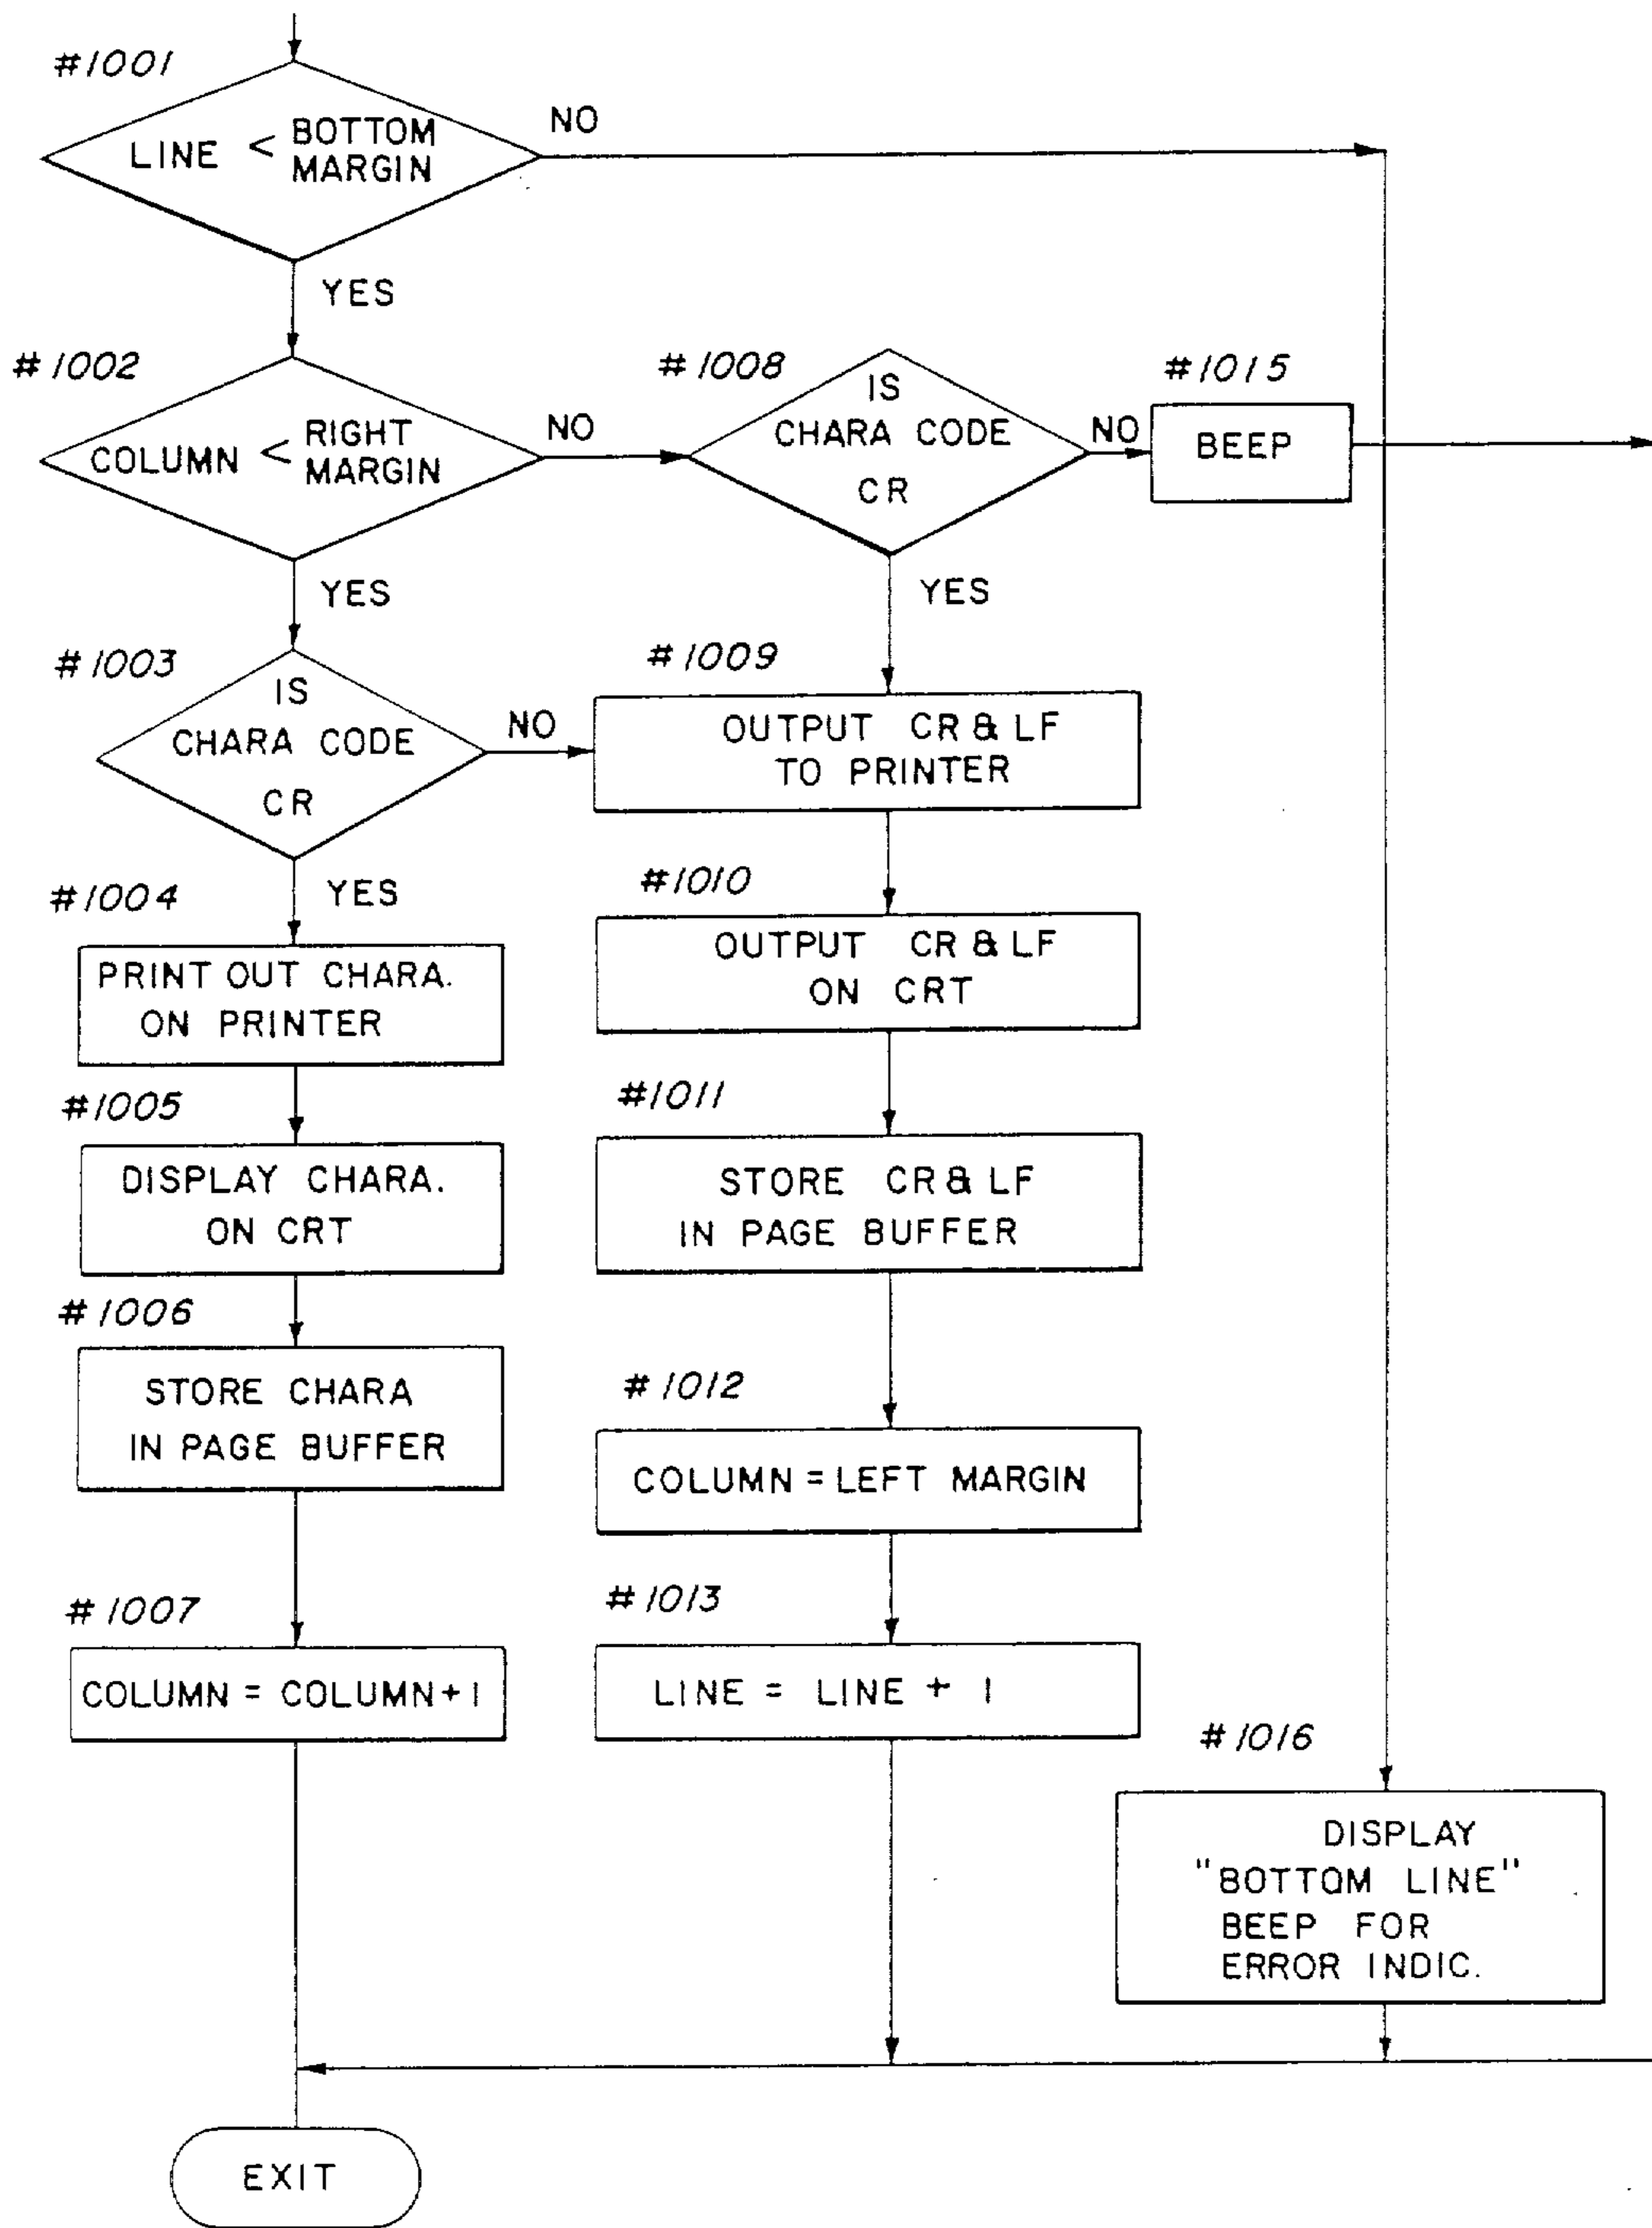 #1001
LINE < BOTTOM MARGIN
NO
YES
#1002
COLUMN < RIGHT MARGIN
NO
YES
#1008
IS
CHARA CODE
CR
NO
YES
#1015
BEEP
#1003
IS
CHARA CODE
CR
NO
YES
#1009
OUTPUT CR & LF
TO PRINTER
#1004
PRINT OUT CHARA.
ON PRINTER
#1010
OUTPUT CR & LF
ON CRT
#1005
DISPLAY CHARA.
ON CRT
#1011
STORE CR & LF
IN PAGE BUFFER
#1006
STORE CHARA
IN PAGE BUFFER
#1012
COLUMN = LEFT MARGIN
#1007
COLUMN = COLUMN + 1
#1013
LINE = LINE + 1
#1016
DISPLAY
"BOTTOM LINE"
BEEP FOR
ERROR INDIC.
EXIT